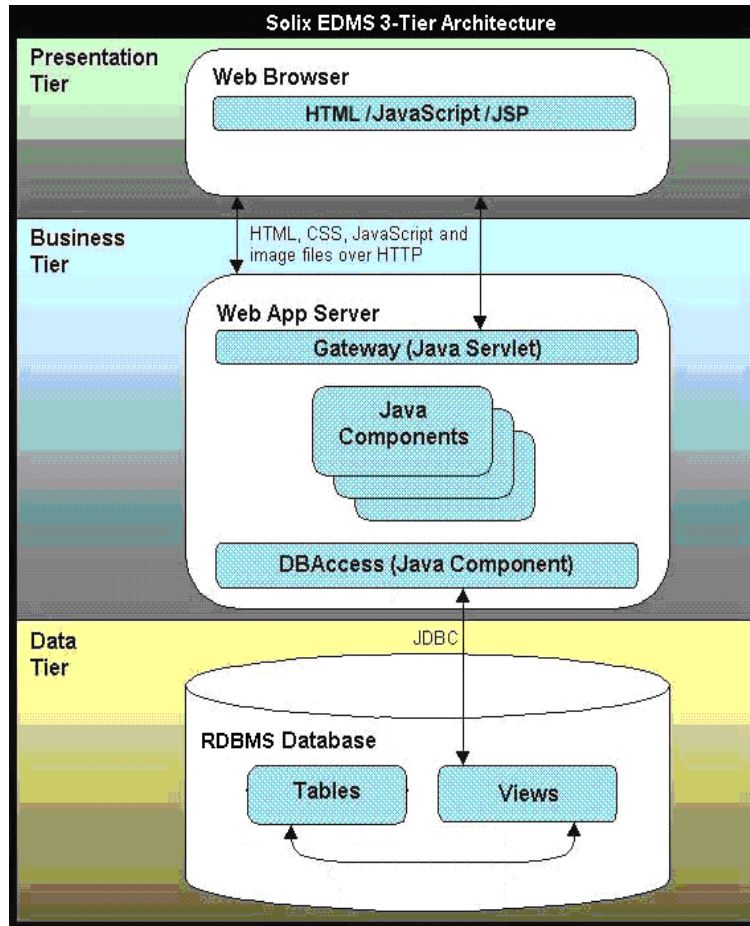 Solix EDMS 3-Tier Architecture
Presentation
Tier
Web Browser
HTML /JavaScript /JSP
Business
Tier
HTML, CSS, JavaScript and
image files over HTTP
Web App Server
Gateway (Java Servlet)
Java
Components
DBAccess (Java Component)
Data
Tier
JDBC
RDBMS Database
Tables
Views